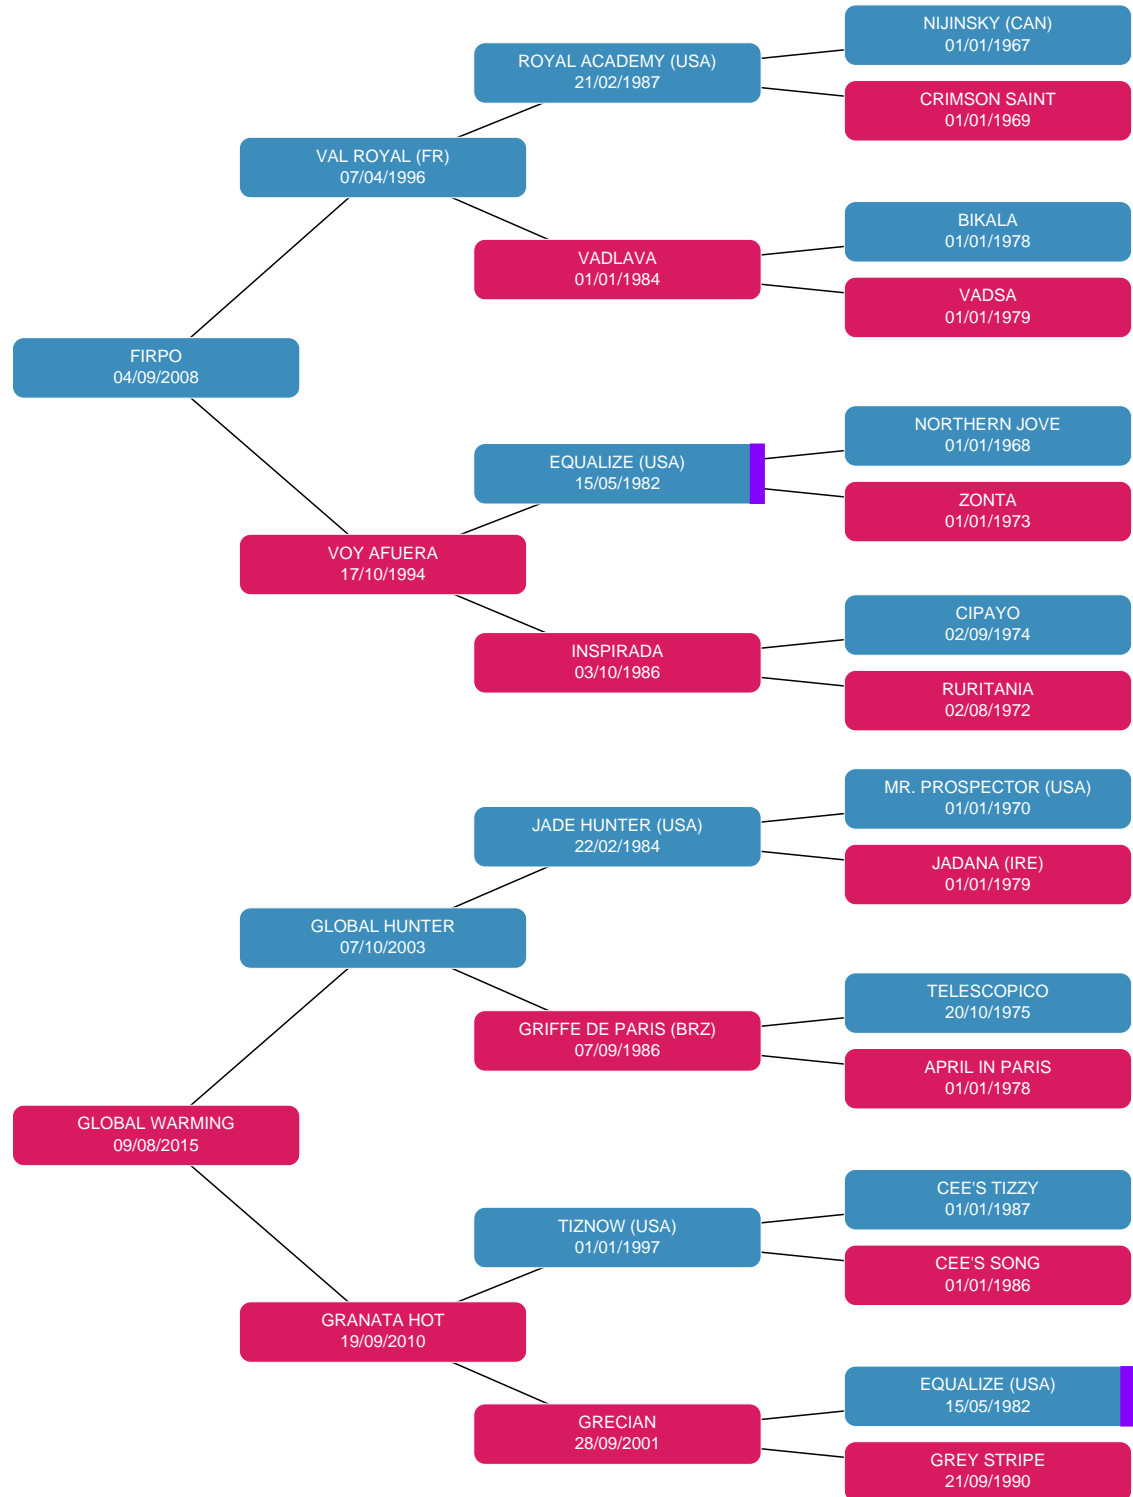 NIJINSKY (CAN)
01/01/1967
ROYAL ACADEMY (USA)
21/02/1987
CRIMSON SAINT
01/01/1969
VAL ROYAL (FR)
07/04/1996
BIKALA
01/01/1978
VADLAVA
01/01/1984
VADSA
01/01/1979
FIRPO
04/09/2008
NORTHERN JOVE
01/01/1968
EQUALIZE (USA)
15/05/1982
ZONTA
01/01/1973
VOY AFUERA
17/10/1994
CIPAYO
02/09/1974
INSPIRADA
03/10/1986
RURITANIA
02/08/1972
MR. PROSPECTOR (USA)
01/01/1970
JADE HUNTER (USA)
22/02/1984
JADANA (IRE)
01/01/1979
GLOBAL HUNTER
07/10/2003
TELESCOPICO
20/10/1975
GRIFFE DE PARIS (BRZ)
07/09/1986
APRIL IN PARIS
01/01/1978
GLOBAL WARMING
09/08/2015
CEE'S TIZZY
01/01/1987
TIZNOW (USA)
01/01/1997
CEE'S SONG
01/01/1986
GRANATA HOT
19/09/2010
EQUALIZE (USA)
15/05/1982
GRECIAN
28/09/2001
GREY STRIPE
21/09/1990